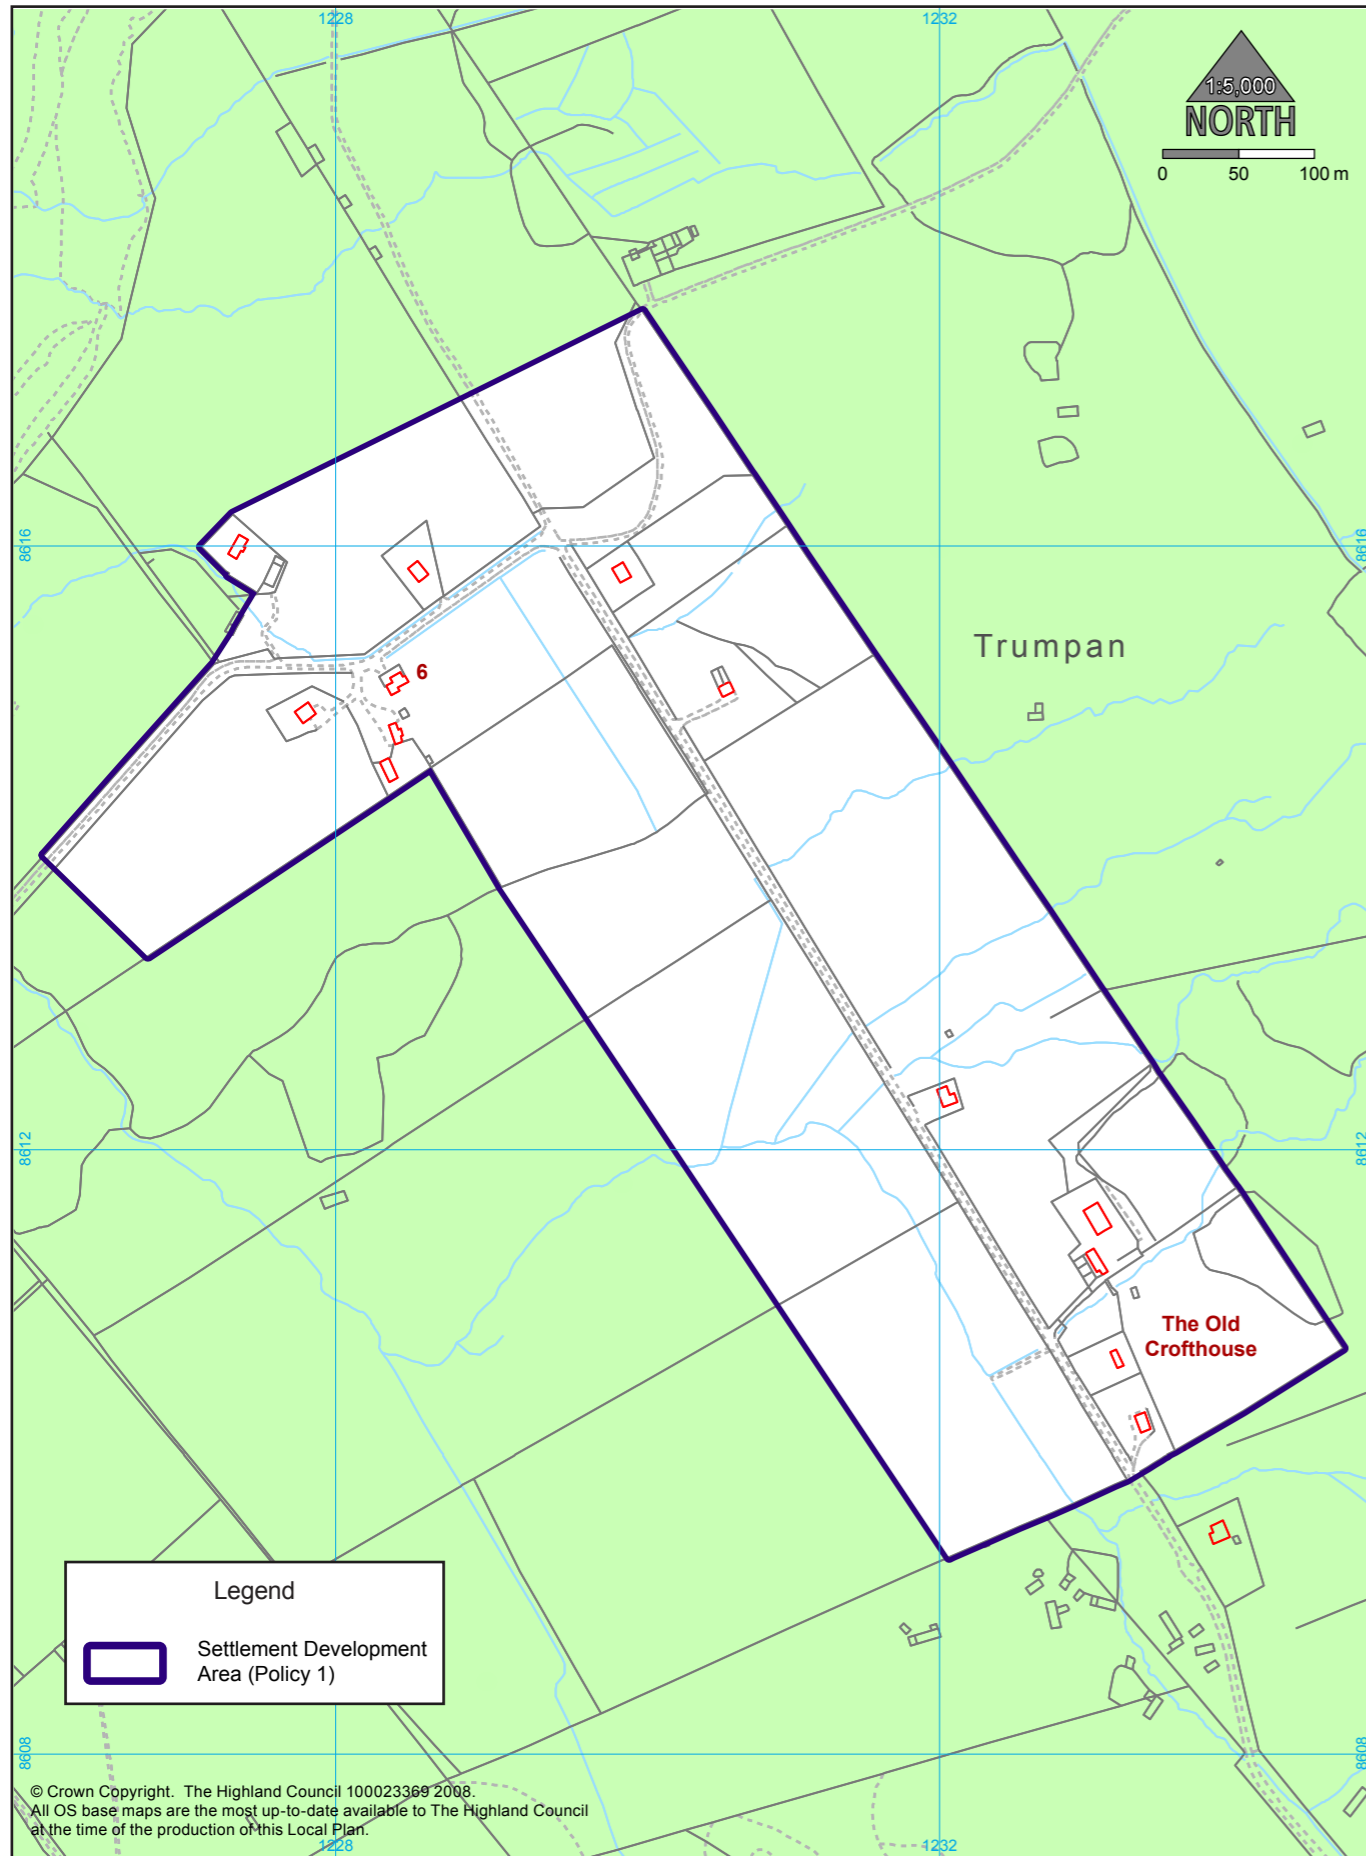 1228
1232
1:5,000
NORTH
0 50 100 m
8616
8616
Trumpan
6
8612
8612
The Old
Crofthouse
Legend
Settlement Development
Area (Policy 1)
8608
8608
© Crown Copyright. The Highland Council 100023369 2008.
All OS base maps are the most up-to-date available to The Highland Council
at the time of the production of this Local Plan.
1228
1232